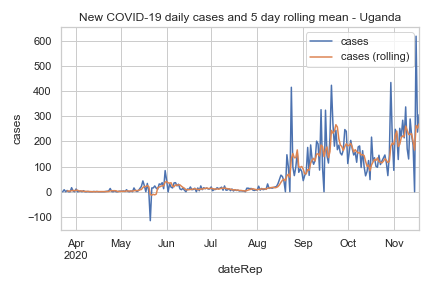 New COVID-19 daily cases and 5 day rolling mean - Uganda
cases
cases (rolling)
600
500
400
300
200
100
0
−100
cases
Apr May Jun Jul Aug Sep Oct Nov
2020
dateRep